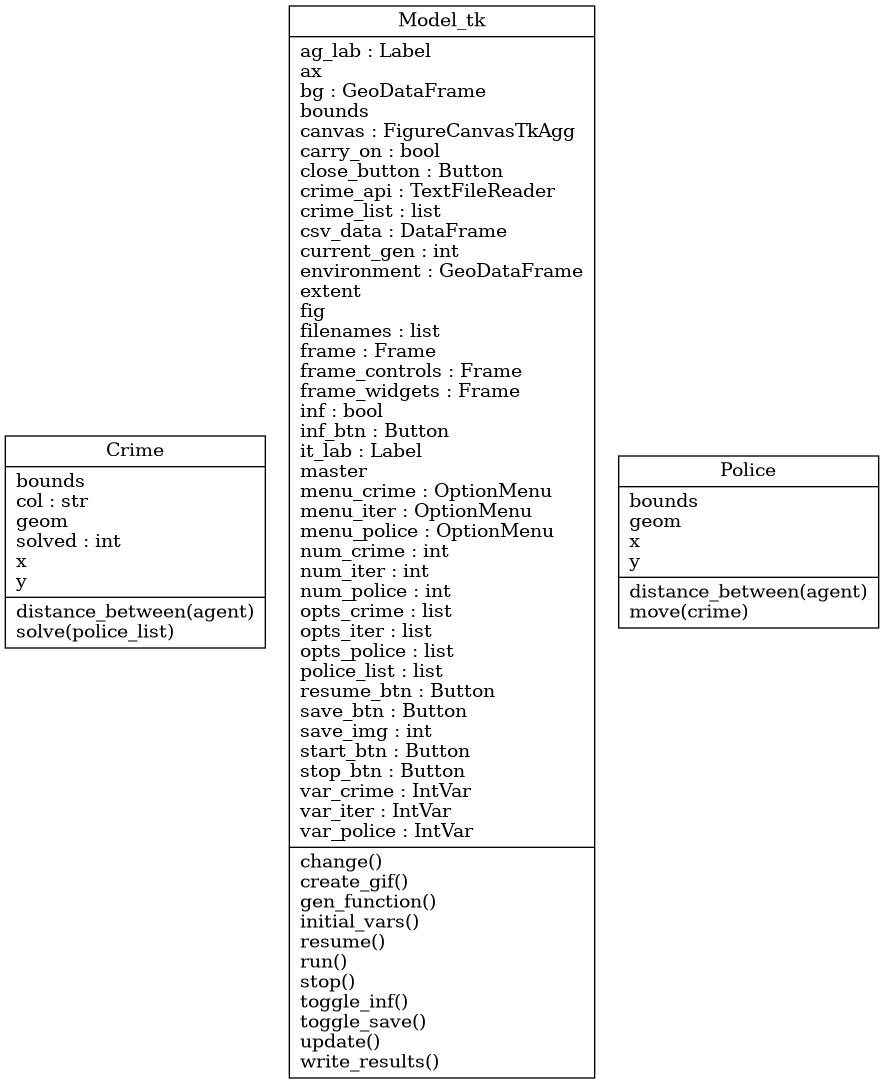 Crime
bounds
col : str
geom
solved : int
x
y
distance_between(agent)
solve(police_list)
Model_tk
ag_lab : Label
ax
bg : GeoDataFrame
bounds
canvas : FigureCanvasTkAgg
carry_on : bool
close_button : Button
crime_api : TextFileReader
crime_list : list
csv_data : DataFrame
current_gen : int
environment : GeoDataFrame
extent
fig
filenames : list
frame : Frame
frame_controls : Frame
frame_widgets : Frame
inf : bool
inf_btn : Button
it_lab : Label
master
menu_crime : OptionMenu
menu_iter : OptionMenu
menu_police : OptionMenu
num_crime : int
num_iter : int
num_police : int
opts_crime : list
opts_iter : list
opts_police : list
police_list : list
resume_btn : Button
save_btn : Button
save_img : int
start_btn : Button
stop_btn : Button
var_crime : IntVar
var_iter : IntVar
var_police : IntVar
change()
create_gif()
gen_function()
initial_vars()
resume()
run()
stop()
toggle_inf()
toggle_save()
update()
write_results()
Police
bounds
geom
x
y
distance_between(agent)
move(crime)